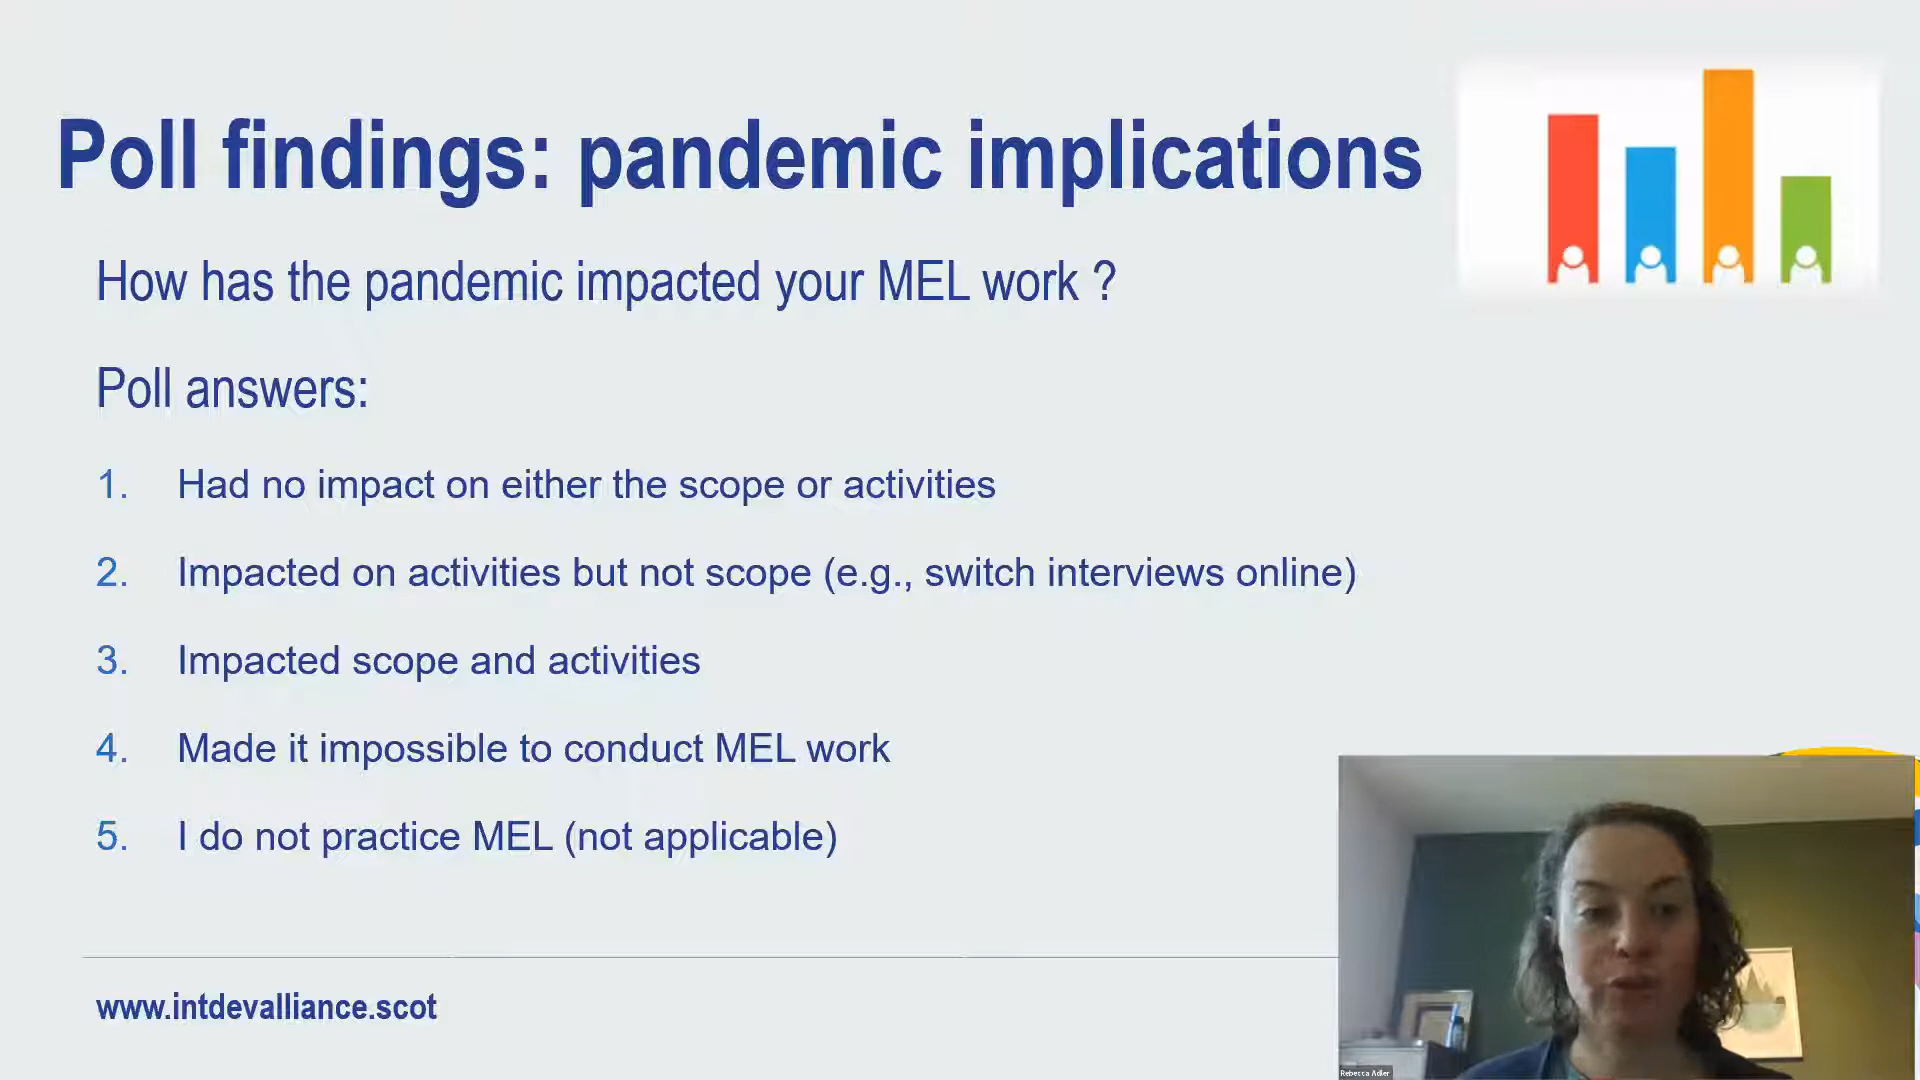 Poll findings: pandemic implications
How has the pandemic impacted your MEL work ?
Poll answers:
1. Had no impact on either the scope or activities
2. Impacted on activities but not scope (e.g., switch interviews online)
3. Impacted scope and activities
4. Made it impossible to conduct MEL work
5. I do not practice MEL (not applicable)
www.intdevalliance.scot
Rebecca Adler